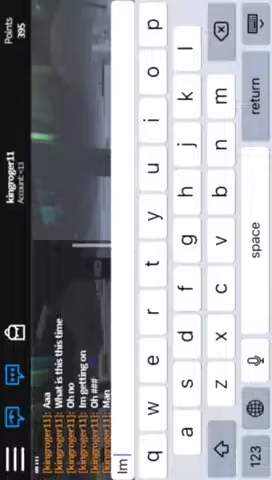 kingroger11
Account: <13
Points
395
[kingroger11]: Aaa
[kingroger11]: What is this this time
[kingroger11]: Oh no
[kingroger11]: Im getting on
[kingroger11]: Oh ###
[kingroger11]: Man
Im
q w e r t y u i o p
a s d f g h j k l
z x c v b n m
123 space return